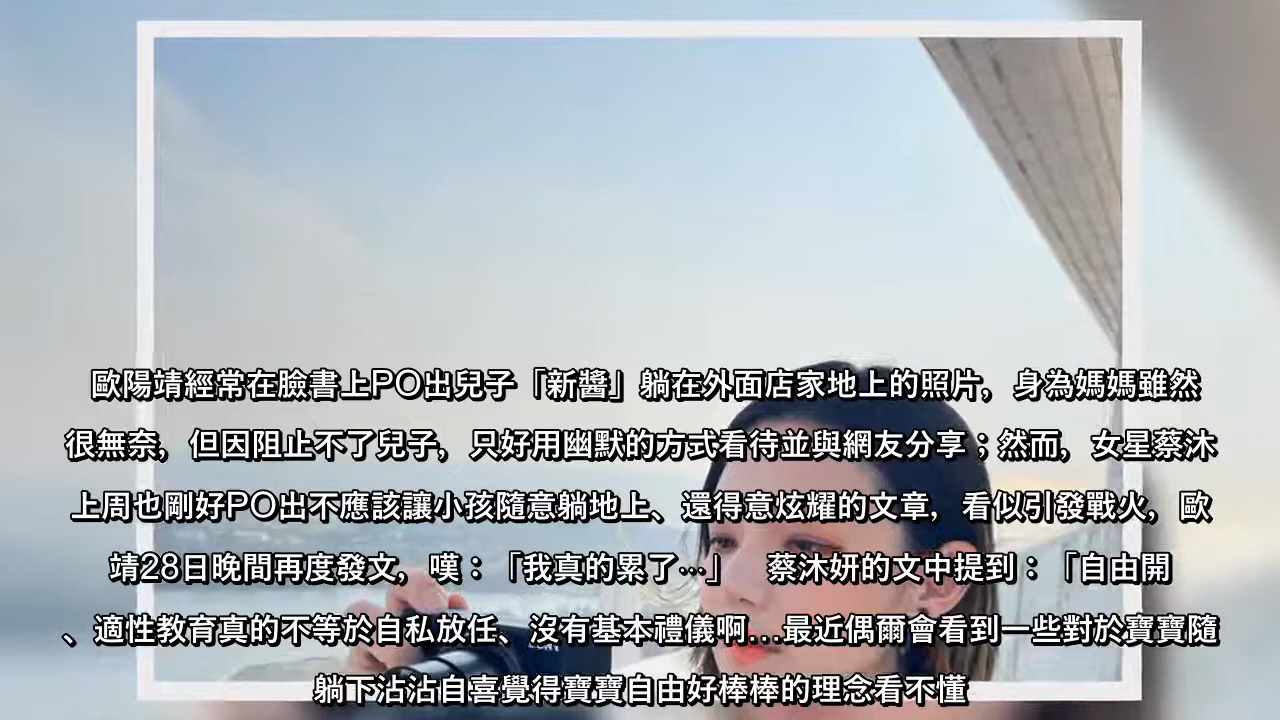 歐陽靖經常在臉書上PO出兒子「新醬」躺在外面店家地上的照片，身為媽媽雖然
很無奈，但因阻止不了兒子，只好用幽默的方式看待並與網友分享；然而，女星蔡沐
上周也剛好PO出不應該讓小孩隨意躺地上、還得意炫耀的文章，看似引發戰火，歐
靖28日晚間再度發文，嘆：「我真的累了…」　蔡沐妍的文中提到：「自由開
、適性教育真的不等於自私放任、沒有基本禮儀啊…最近偶爾會看到一些對於寶寶隨
躺下沾沾自喜覺得寶寶自由好棒棒的理念看不懂